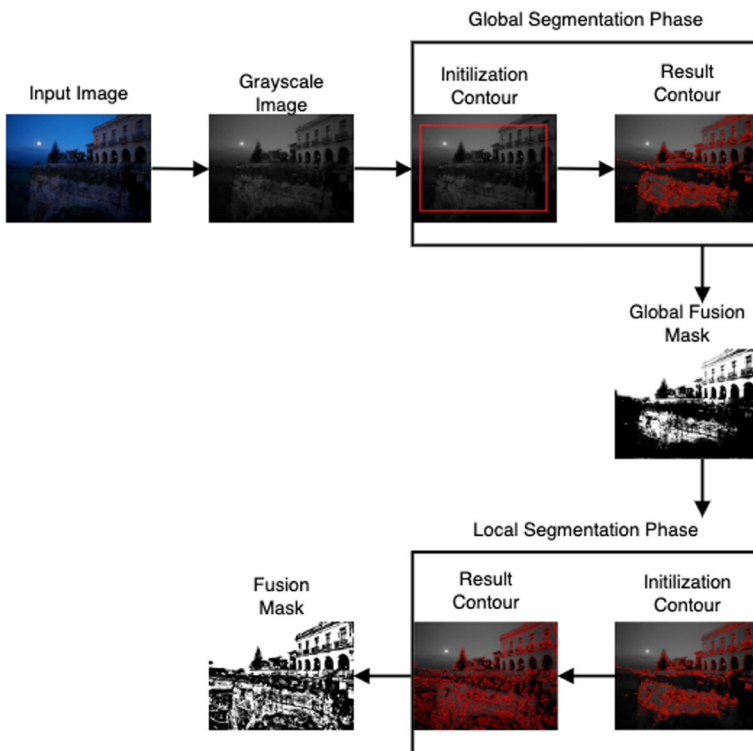 Global Segmentation Phase
Input Image
Grayscale
Image
Initilization
Contour
Result
Contour
Global Fusion
Mask
Local Segmentation Phase
Fusion
Mask
Result
Contour
Initilization
Contour